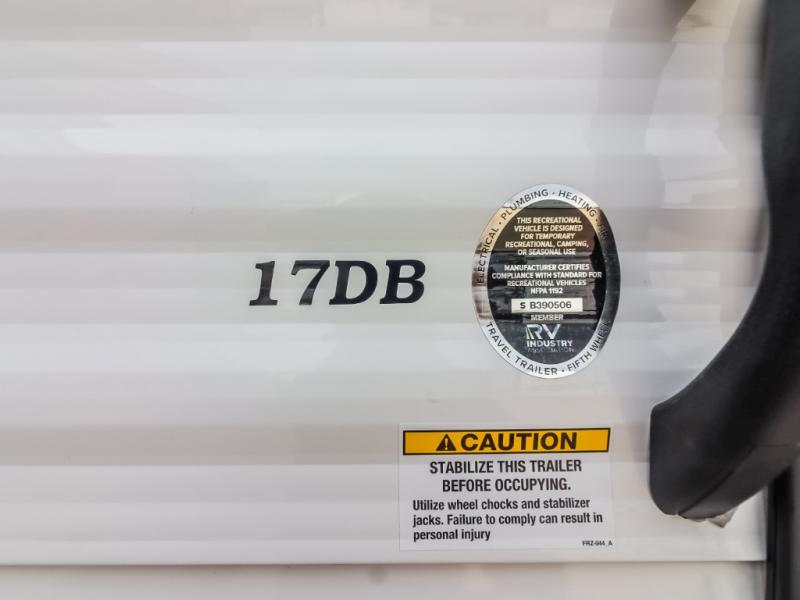 17DB
ELECTRICAL · PLUMBING · HEATING · FIRE
THIS RECREATIONAL
VEHICLE IS DESIGNED
FOR TEMPORARY
RECREATIONAL, CAMPING,
OR SEASONAL USE
MANUFACTURER CERTIFIES
COMPLIANCE WITH STANDARD FOR
RECREATIONAL VEHICLES
NFPA 1192
S B390506
MEMBER
RV
INDUSTRY
ASSOCIATION
TRAVEL TRAILER · FIFTH WHEEL
CAUTION
STABILIZE THIS TRAILER
BEFORE OCCUPYING.
Utilize wheel chocks and stabilizer
jacks. Failure to comply can result in
personal injury
FRZ-044_A